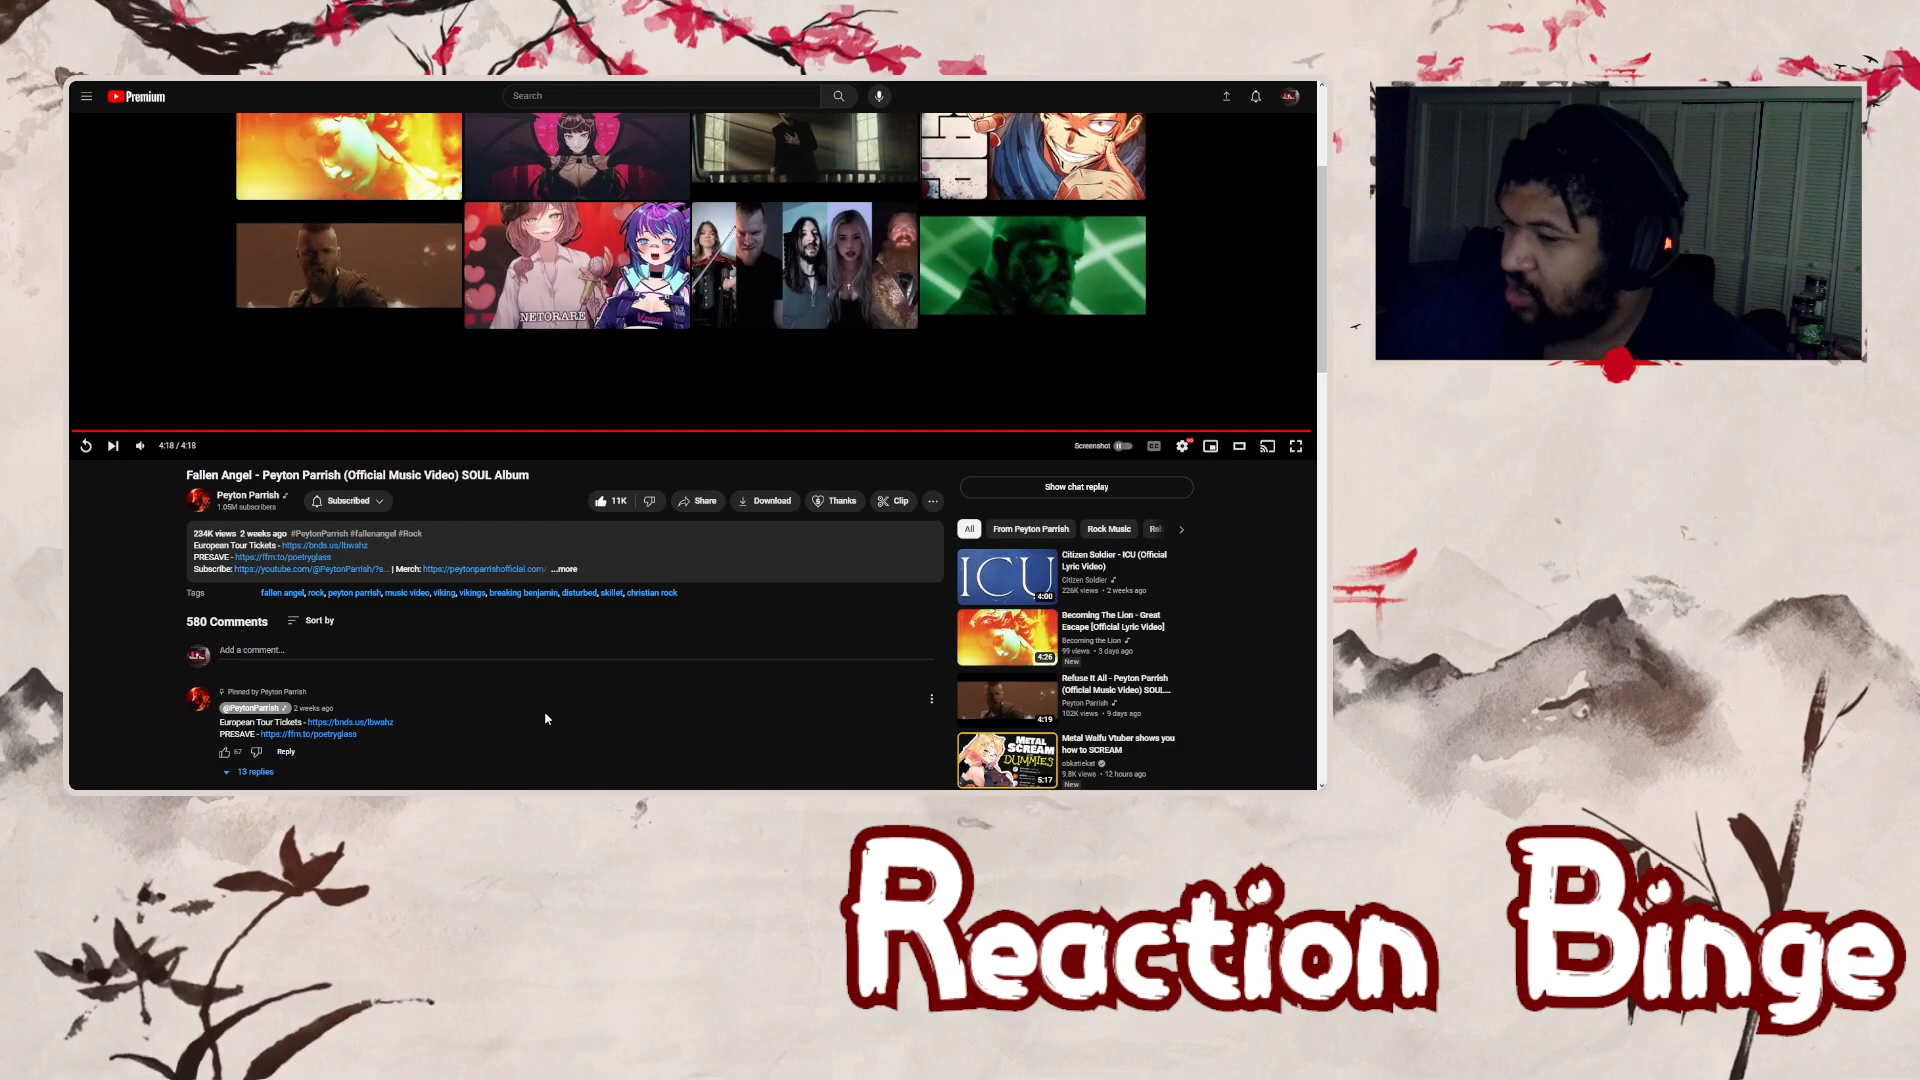 Premium
Search
NETORARE
4:18 / 4:18
Screenshot
Fallen Angel - Peyton Parrish (Official Music Video) SOUL Album
Peyton Parrish
1.05M subscribers
Subscribed
11K
Share
Download
Thanks
Clip
234K views 2 weeks ago #PeytonParrish #fallenangel #Rock
European Tour Tickets - https://bnds.us/lbwahz
PRESAVE - https://ffm.to/poetryglass
Subscribe: https://youtube.com/@PeytonParrish/?s... | Merch: https://peytonparrishofficial.com/ ...more
Tags fallen angel, rock, peyton parrish, music video, viking, vikings, breaking benjamin, disturbed, skillet, christian rock
580 Comments
Sort by
Add a comment...
Pinned by Peyton Parrish
@PeytonParrish 2 weeks ago
European Tour Tickets - https://bnds.us/lbwahz
PRESAVE - https://ffm.to/poetryglass
67
Reply
13 replies
Show chat replay
All
From Peyton Parrish
Rock Music
Rel
ICU
4:00
Citizen Soldier - ICU (Official
Lyric Video)
Citizen Soldier
226K views • 2 weeks ago
4:26
Becoming The Lion - Great
Escape [Official Lyric Video]
Becoming the Lion
99 views • 3 days ago
New
4:19
Refuse It All - Peyton Parrish
(Official Music Video) SOUL...
Peyton Parrish
102K views • 9 days ago
METAL
SCREAM
DUMMIES
5:17
Metal Waifu Vtuber shows you
how to SCREAM
obkatiekat
9.8K views • 12 hours ago
New
Reaction Binge